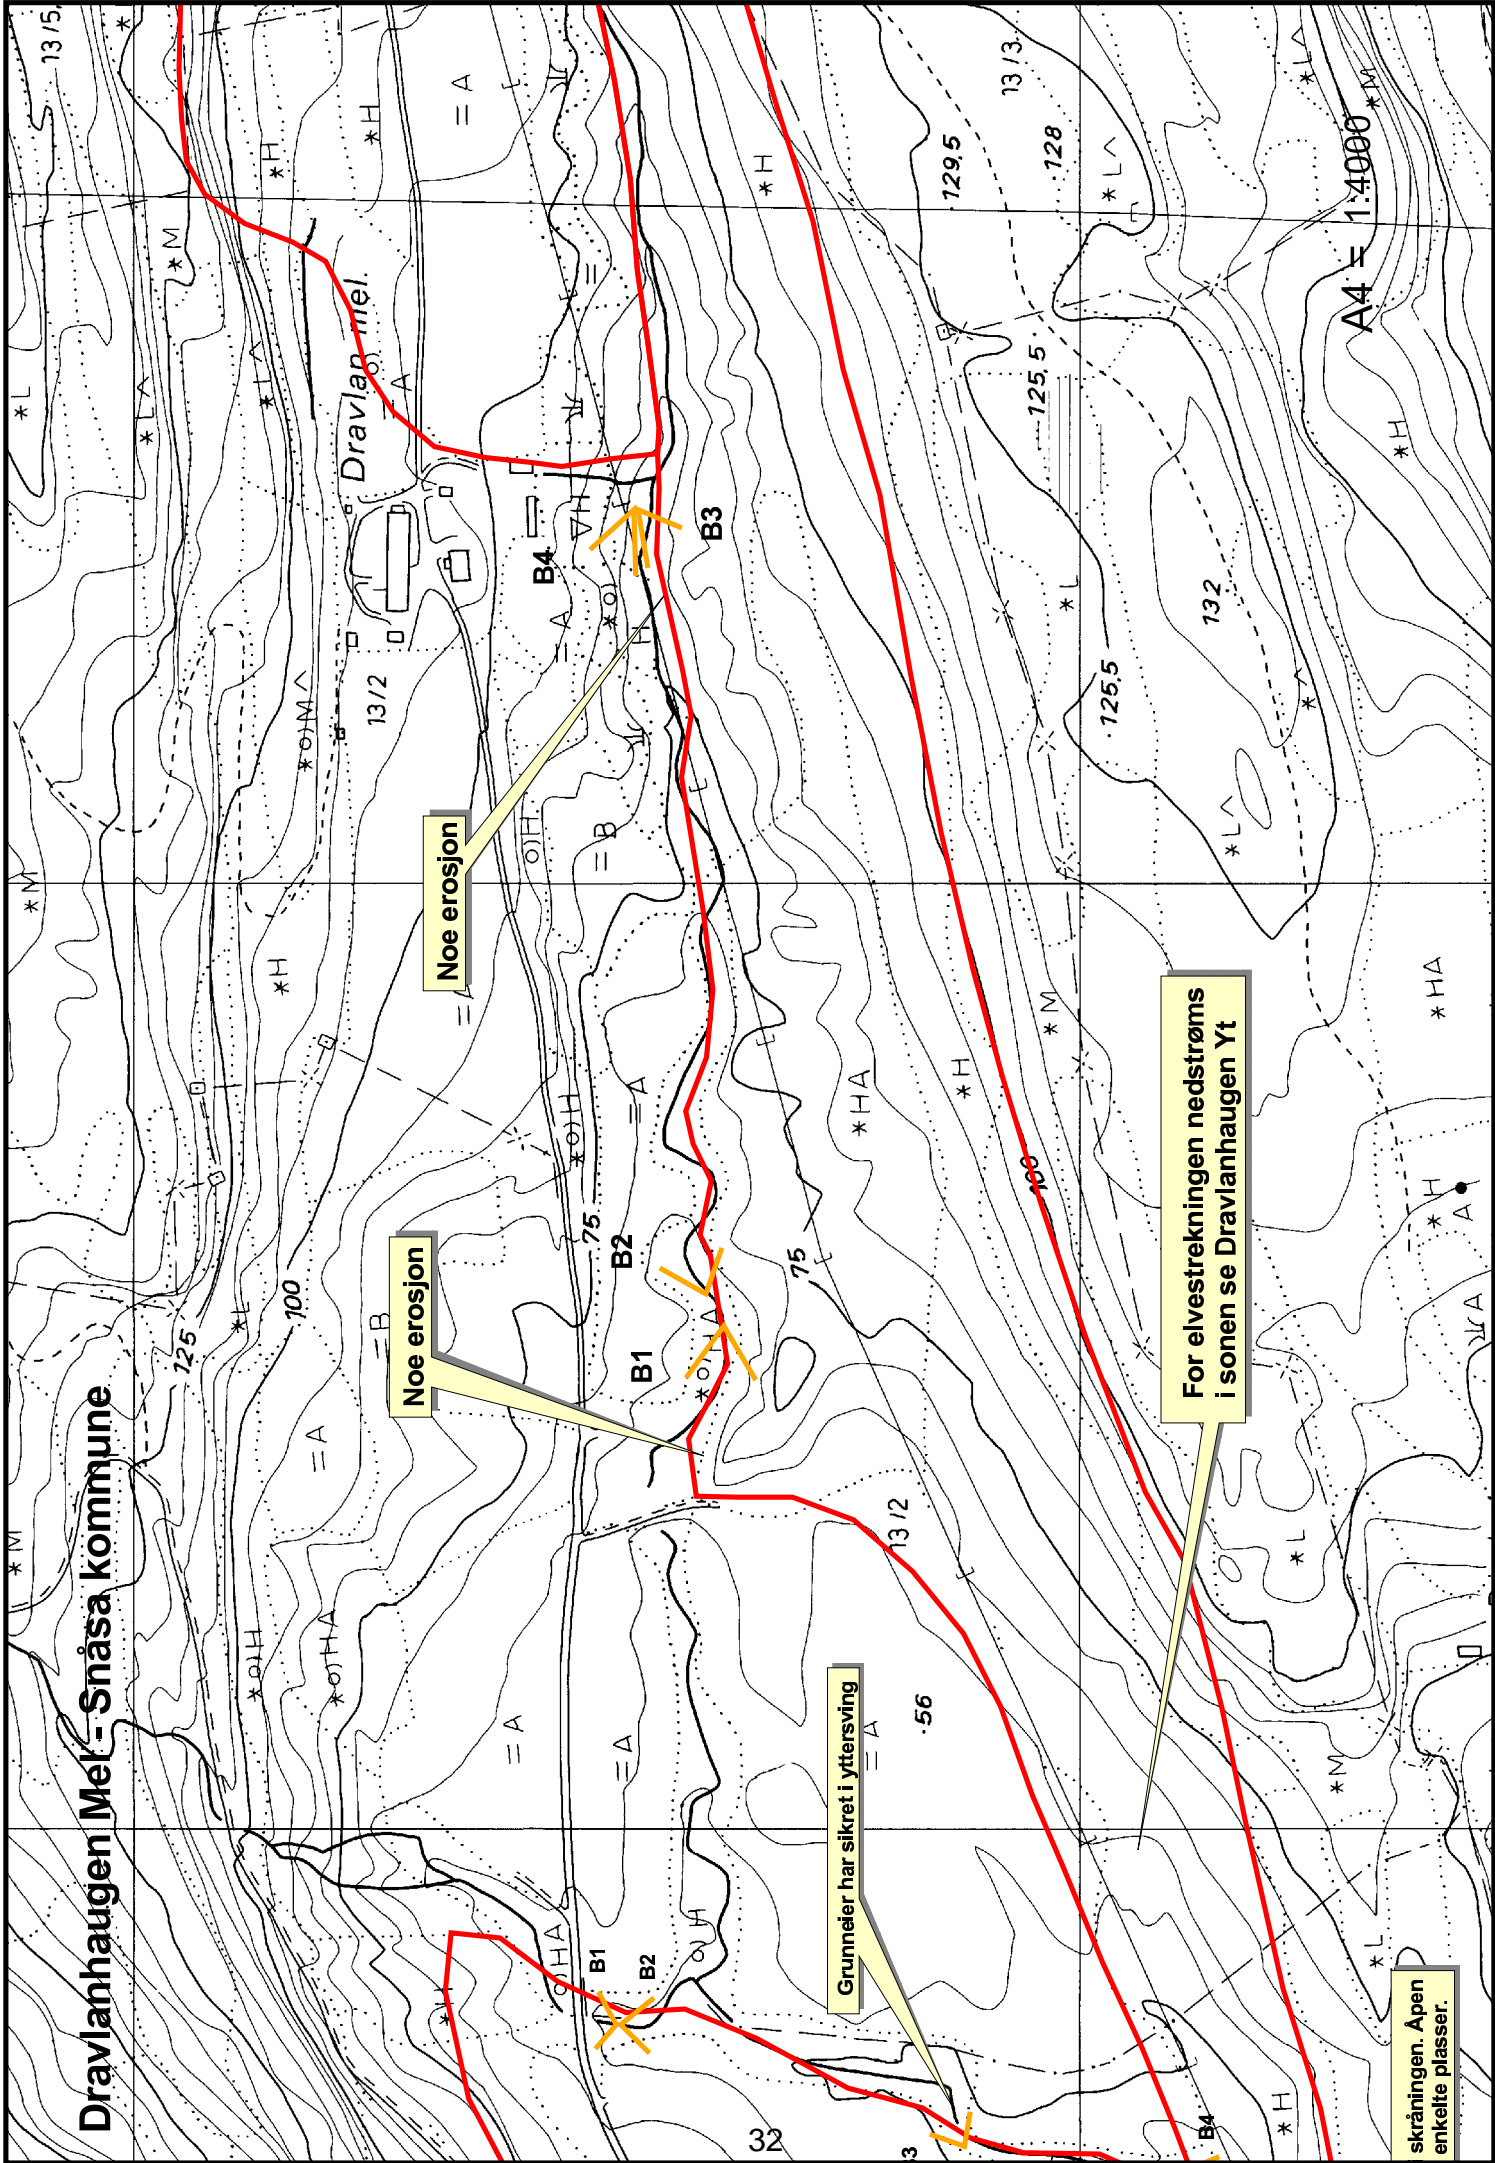 Dravlanhaugen Mel - Snåsa kommune
A4 = 1:4000
Noe erosjon
Noe erosjon
For elvestrekningen nedstrøms
i sonen se Dravlanhaugen Yt
Grunneier har sikret i yttersving
skråningen. Åpen
enkelte plasser.
Dravlan mel.
B1
B2
B3
B4
B1
B2
B4
13/5
13/3
13/2
13/2
129,5
128
125,5
125,5
132
125
100
100
75
75
56
32